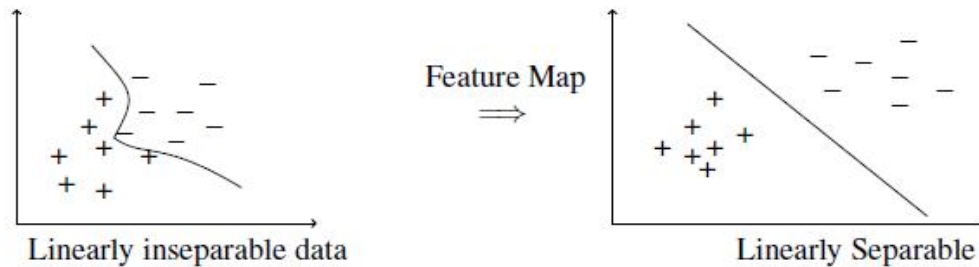 Feature Map
⟹
Linearly inseparable data
Linearly Separable